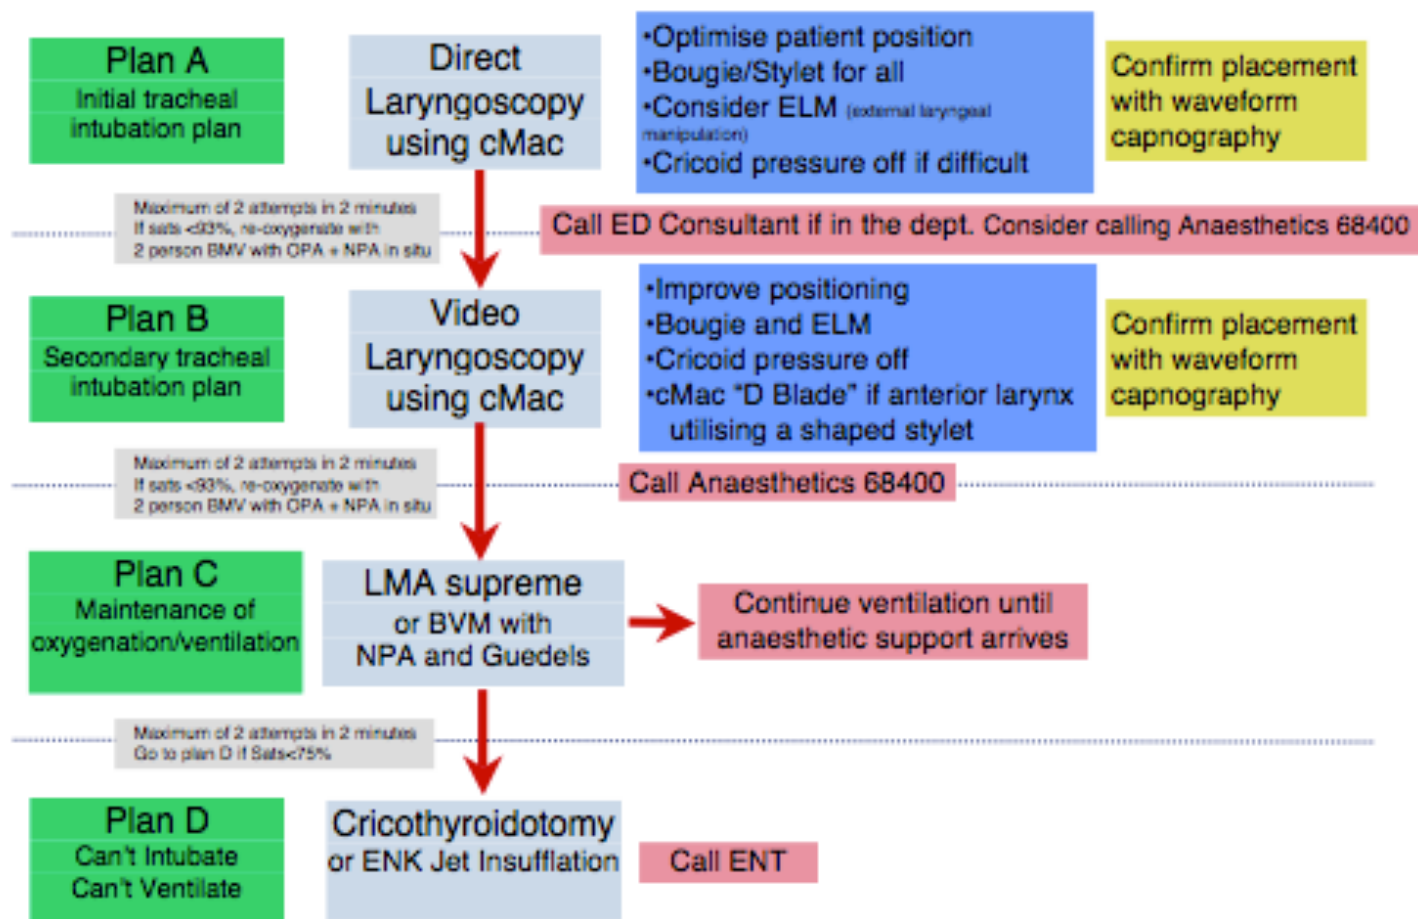 Plan A
Initial tracheal
intubation plan
Direct
Laryngoscopy
using cMac
•Optimise patient position
•Bougie/Stylet for all
•Consider ELM (external laryngeal
manipulation)
•Cricoid pressure off if difficult
Confirm placement
with waveform
capnography
Maximum of 2 attempts in 2 minutes
If sats <93%, re-oxygenate with
2 person BMV with OPA + NPA in situ
Call ED Consultant if in the dept. Consider calling Anaesthetics 68400
Plan B
Secondary tracheal
intubation plan
Video
Laryngoscopy
using cMac
•Improve positioning
•Bougie and ELM
•Cricoid pressure off
•cMac “D Blade” if anterior larynx
utilising a shaped stylet
Confirm placement
with waveform
capnography
Maximum of 2 attempts in 2 minutes
If sats <93%, re-oxygenate with
2 person BMV with OPA + NPA in situ
Call Anaesthetics 68400
Plan C
Maintenance of
oxygenation/ventilation
LMA supreme
or BVM with
NPA and Guedels
Continue ventilation until
anaesthetic support arrives
Maximum of 2 attempts in 2 minutes
Go to plan D if Sats<75%
Plan D
Can't Intubate
Can't Ventilate
Cricothyroidotomy
or ENK Jet Insufflation
Call ENT